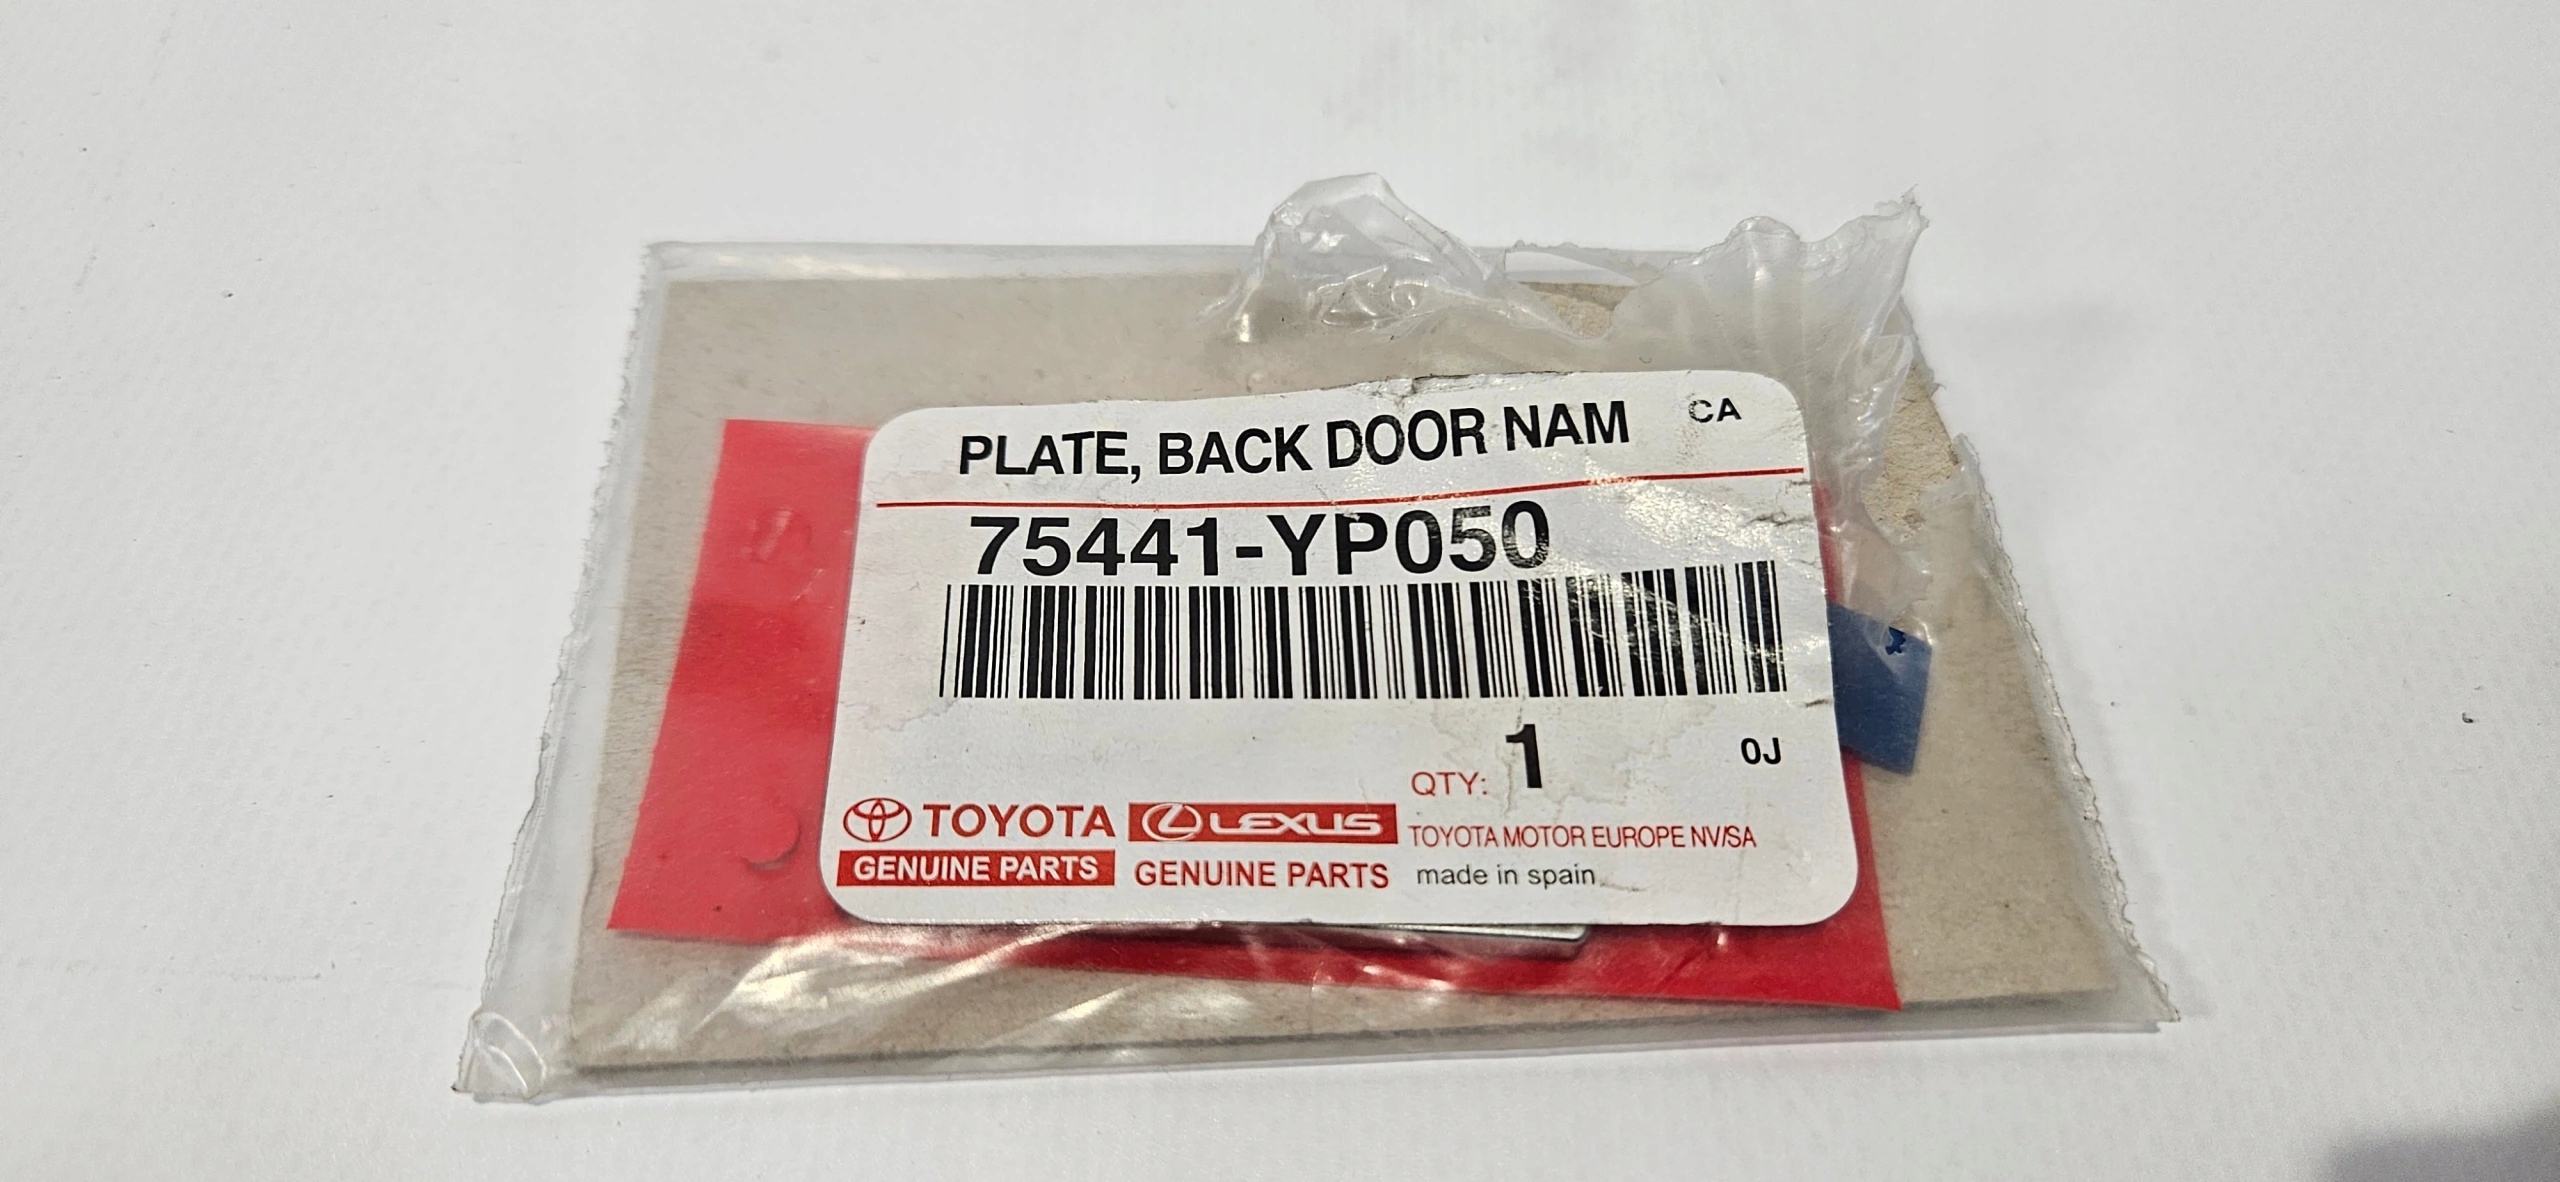 PLATE, BACK DOOR NAM CA
75441-YP050
QTY: 1 0J
TOYOTA LEXUS TOYOTA MOTOR EUROPE NV/SA
GENUINE PARTS GENUINE PARTS made in spain